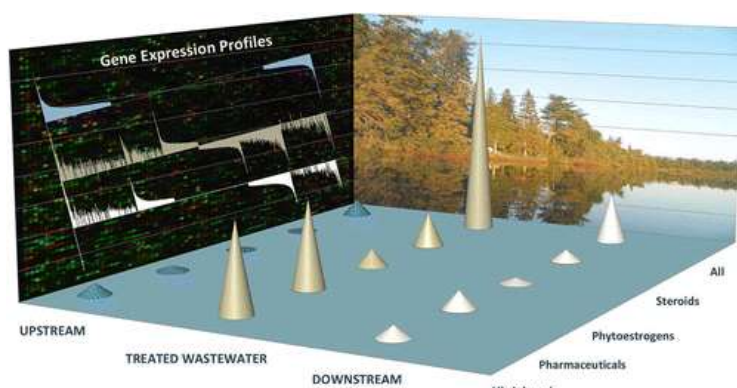 Gene Expression Profiles
All
Steroids
UPSTREAM
Phytoestrogens
TREATED WASTEWATER
Pharmaceuticals
DOWNSTREAM